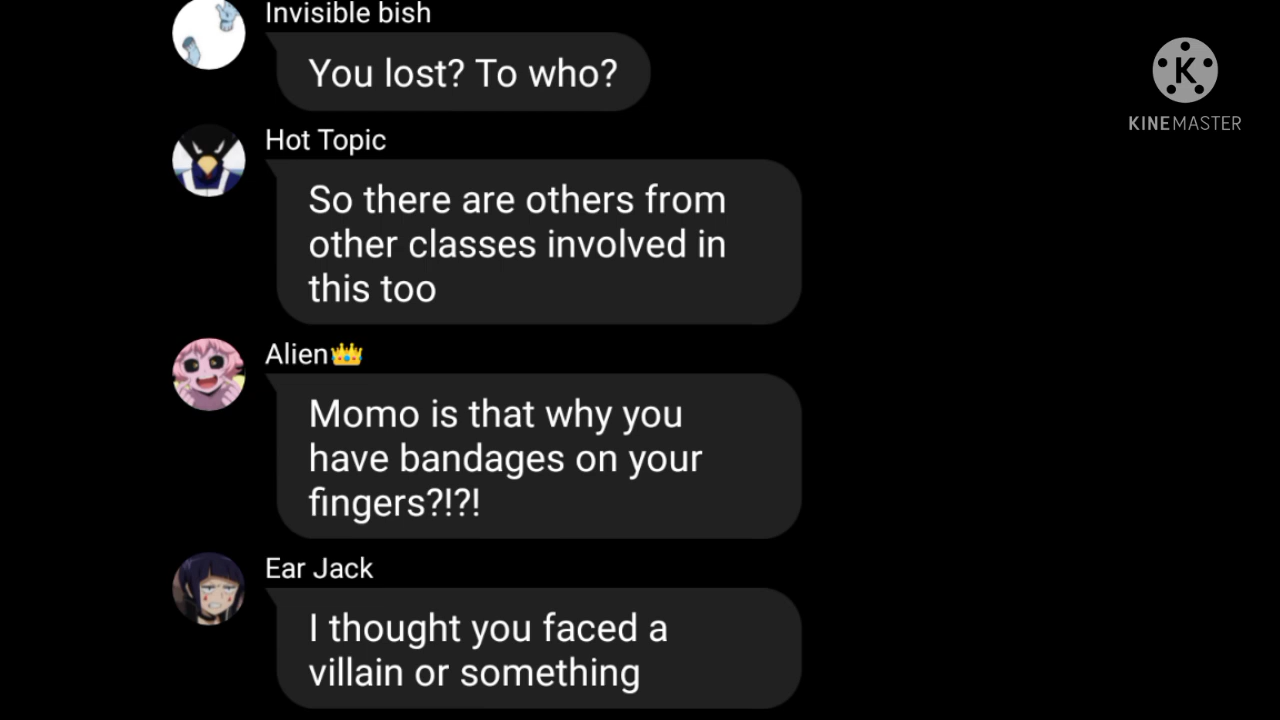 Invisible bish
You lost? To who?
Hot Topic
So there are others from
other classes involved in
this too
Alien👑
Momo is that why you
have bandages on your
fingers?!?!
Ear Jack
I thought you faced a
villain or something
K
KINEMASTER